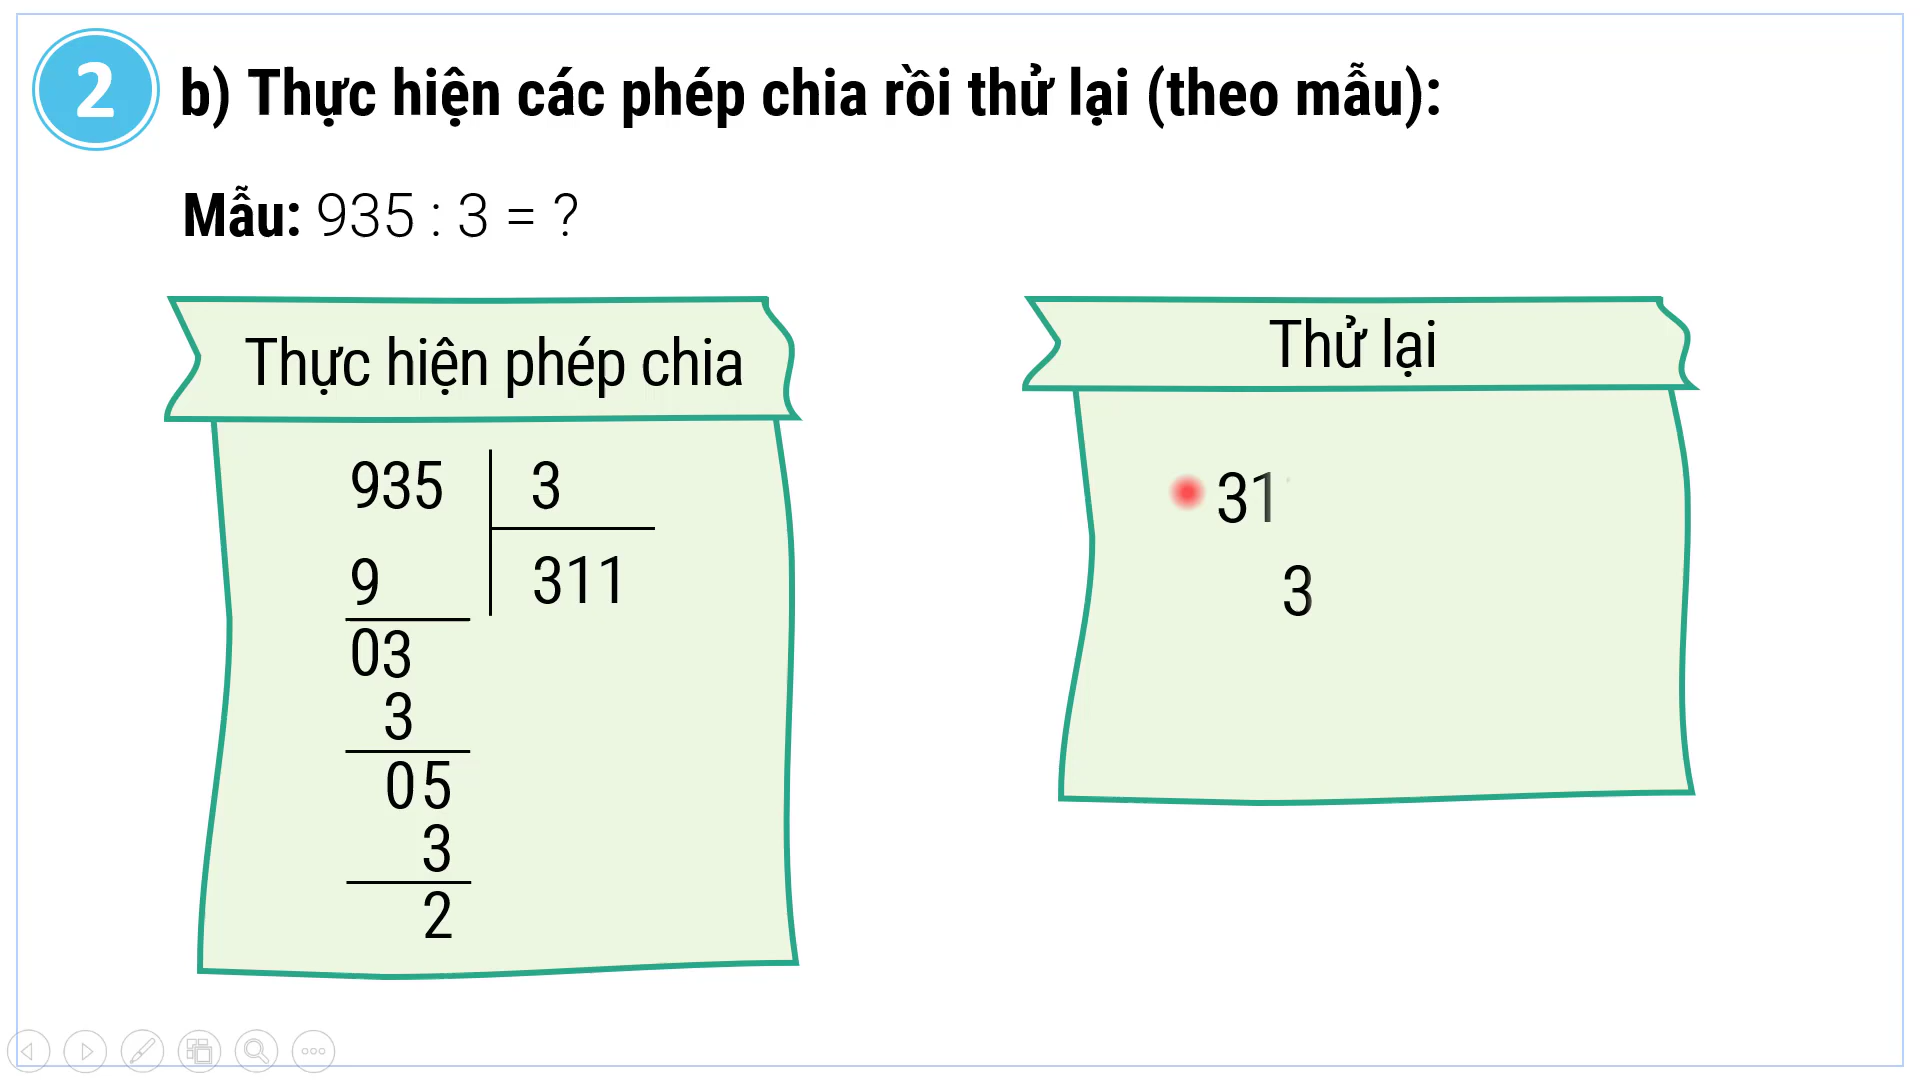 2
b) Thực hiện các phép chia rồi thử lại (theo mẫu):
Mẫu: 935 : 3 = ?
Thực hiện phép chia
935 3
9 311
03
3
05
3
2
Thử lại
31
3